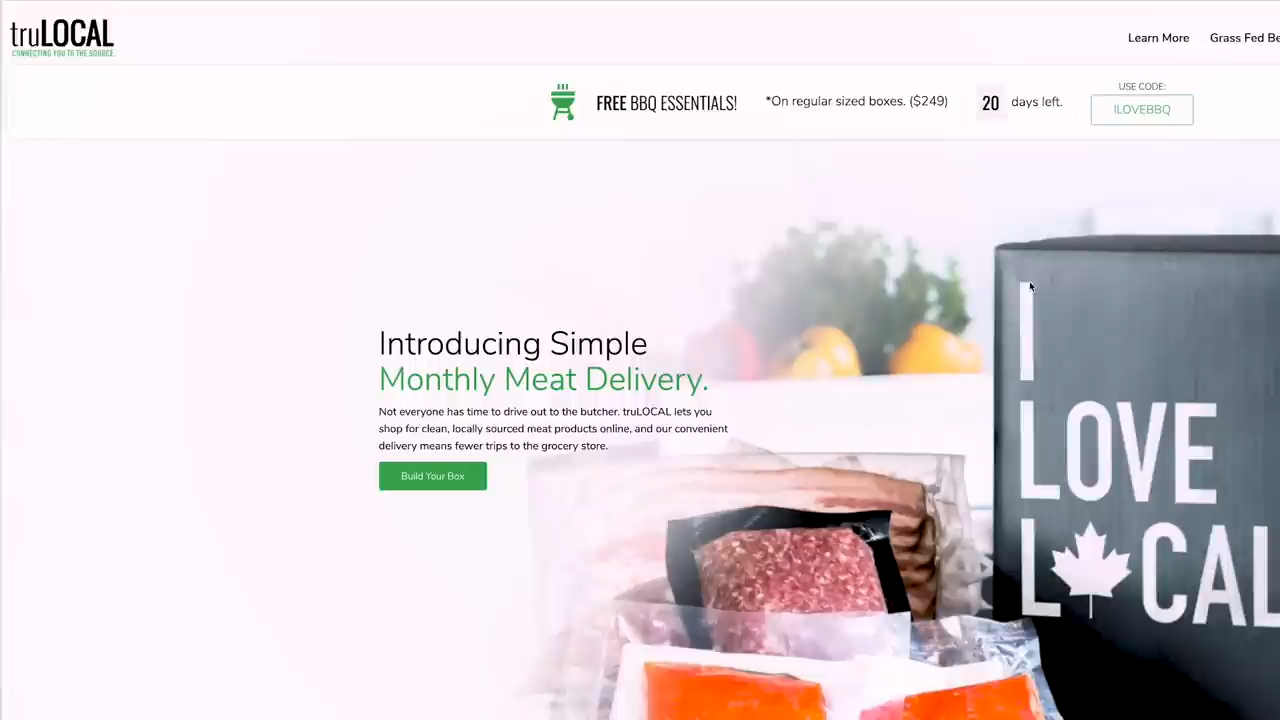 truLOCAL
CONNECTING YOU TO THE SOURCE.
Learn More
Grass Fed Be
FREE BBQ ESSENTIALS!
*On regular sized boxes. ($249)
20 days left.
USE CODE:
ILOVEBBQ
Introducing Simple
Monthly Meat Delivery.
Not everyone has time to drive out to the butcher. truLOCAL lets you
shop for clean, locally sourced meat products online, and our convenient
delivery means fewer trips to the grocery store.
Build Your Box
I
LOVE
L CAL